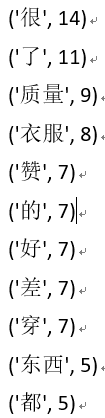 ('很', 14)
('了', 11)
('质量', 9)
('衣服', 8)
('赞', 7)
('的', 7)
('好', 7)
('差', 7)
('穿', 7)
('东西', 5)
('都', 5)